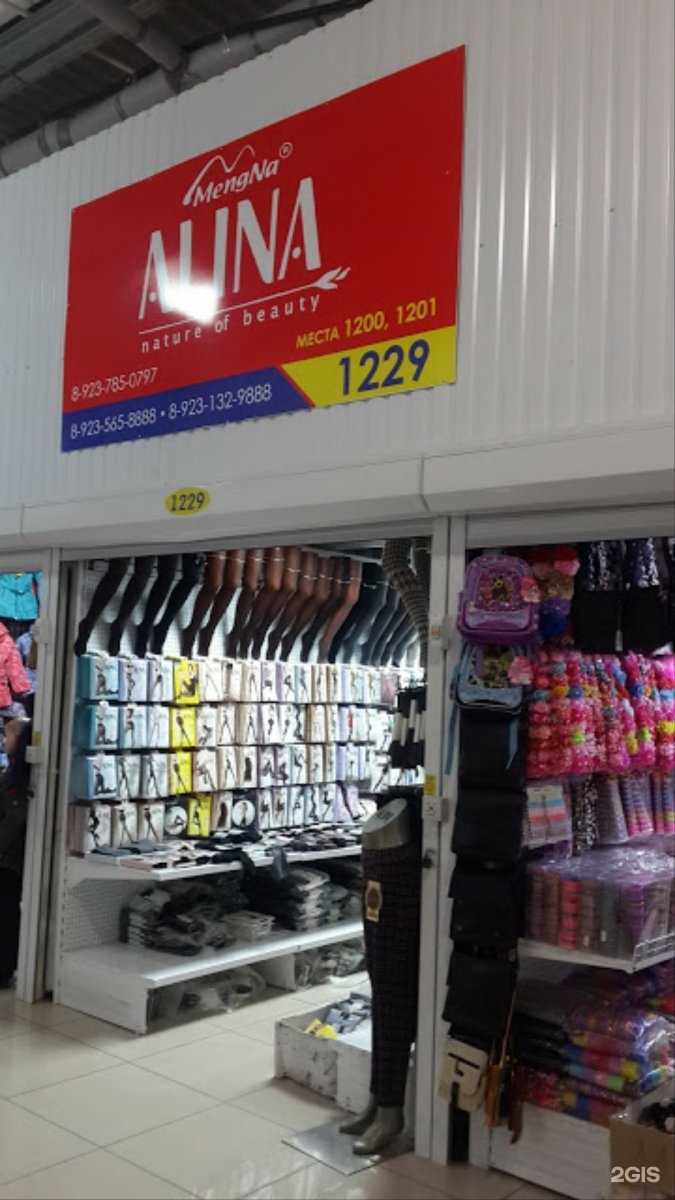 MengNa®
ALINA
nature of beauty
МЕСТА 1200, 1201
8-923-785-0797
1229
8-923-565-8888 • 8-923-132-9888
1229
2GIS